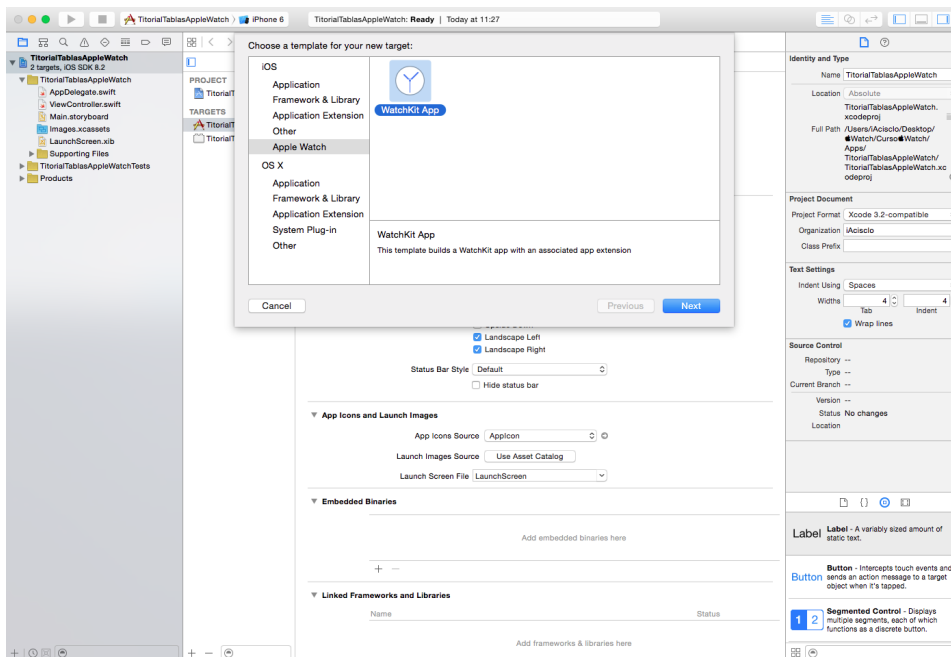 TitorialTablasAppleWatch
iPhone 6
TitorialTablasAppleWatch: Ready | Today at 11:27
TitorialTablasAppleWatch
2 targets, iOS SDK 8.2
TitorialTablasAppleWatch
AppDelegate.swift
ViewController.swift
Main.storyboard
Images.xcassets
LaunchScreen.xib
Supporting Files
TitorialTablasAppleWatchTests
Products
PROJECT
TitorialT
TARGETS
TitorialT
TitorialT
Choose a template for your new target:
iOS
Application
Framework & Library
Application Extension
Other
Apple Watch
OS X
Application
Framework & Library
Application Extension
System Plug-in
Other
WatchKit App
WatchKit App
This template builds a WatchKit app with an associated app extension
Cancel
Previous
Next
Landscape Left
Landscape Right
Status Bar Style Default
Hide status bar
App Icons and Launch Images
App Icons Source AppIcon
Launch Images Source Use Asset Catalog
Launch Screen File LaunchScreen
Embedded Binaries
Add embedded binaries here
Linked Frameworks and Libraries
Name Status
Add frameworks & libraries here
Identity and Type
Name TitorialTablasAppleWatch
Location Absolute
TitorialTablasAppleWatch.
xcodeproj
Full Path /Users/iAcisclo/Desktop/
Watch/CursoWatch/
Apps/
TitorialTablasAppleWatch/
TitorialTablasAppleWatch.xc
odeproj
Project Document
Project Format Xcode 3.2-compatible
Organization iAcisclo
Class Prefix
Text Settings
Indent Using Spaces
Widths 4 4
Tab Indent
Wrap lines
Source Control
Repository --
Type --
Current Branch --
Version --
Status No changes
Location
Label
Label - A variably sized amount of
static text.
Button
Button - Intercepts touch events and
sends an action message to a target
object when it's tapped.
1 2
Segmented Control - Displays
multiple segments, each of which
functions as a discrete button.